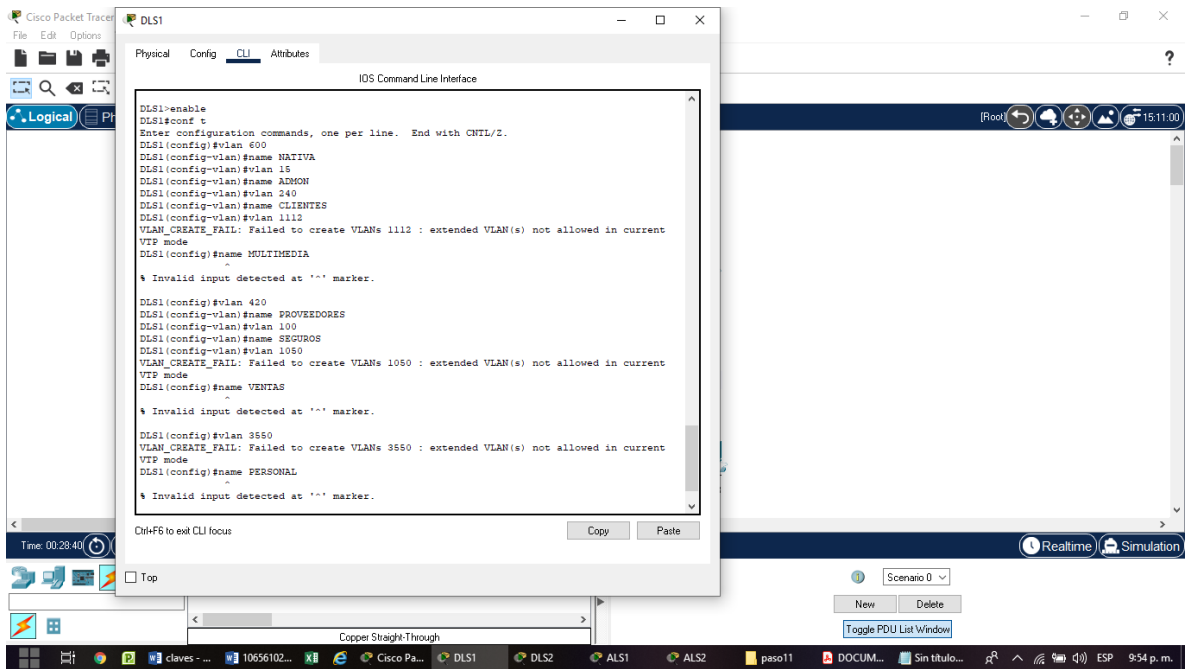 Cisco Packet Tracer
File Edit Options
DLS1
Physical Config CLI Attributes
IOS Command Line Interface
Logical
Ph
[Root]
15:11:00
DLS1>enable
DLS1#conf t
Enter configuration commands, one per line. End with CNTL/Z.
DLS1(config)#vlan 600
DLS1(config-vlan)#name NATIVA
DLS1(config-vlan)#vlan 15
DLS1(config-vlan)#name ADMON
DLS1(config-vlan)#vlan 240
DLS1(config-vlan)#name CLIENTES
DLS1(config-vlan)#vlan 1112
VLAN_CREATE_FAIL: Failed to create VLANs 1112 : extended VLAN(s) not allowed in current
VTP mode
DLS1(config)#name MULTIMEDIA
^
% Invalid input detected at '^' marker.
DLS1(config)#vlan 420
DLS1(config-vlan)#name PROVEEDORES
DLS1(config-vlan)#vlan 100
DLS1(config-vlan)#name SEGUROS
DLS1(config-vlan)#vlan 1050
VLAN_CREATE_FAIL: Failed to create VLANs 1050 : extended VLAN(s) not allowed in current
VTP mode
DLS1(config)#name VENTAS
^
% Invalid input detected at '^' marker.
DLS1(config)#vlan 3550
VLAN_CREATE_FAIL: Failed to create VLANs 3550 : extended VLAN(s) not allowed in current
VTP mode
DLS1(config)#name PERSONAL
^
% Invalid input detected at '^' marker.
Ctrl+F6 to exit CLI focus
Copy Paste
Time: 00:28:40
Realtime Simulation
Top
Scenario 0
New Delete
Toggle PDU List Window
Copper Straight-Through
claves - ... 10656102... Cisco Pa... DLS1 DLS2 ALS1 ALS2 paso11 DOCUM... Sin título... ESP 9:54 p. m.